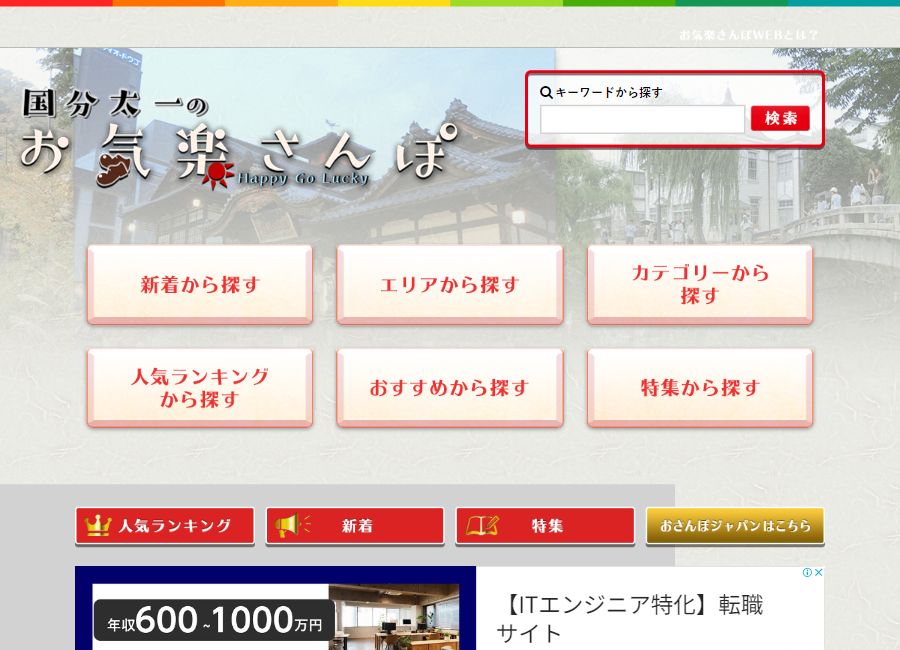 お気楽さんぽWEBとは？
国分太一の
お気楽さんぽ
Happy Go Lucky
キーワードから探す
検索
新着から探す
エリアから探す
カテゴリーから
探す
人気ランキング
から探す
おすすめから探す
特集から探す
人気ランキング
新着
特集
おさんぽジャパンはこちら
年収600~1000万円
【ITエンジニア特化】転職
サイト